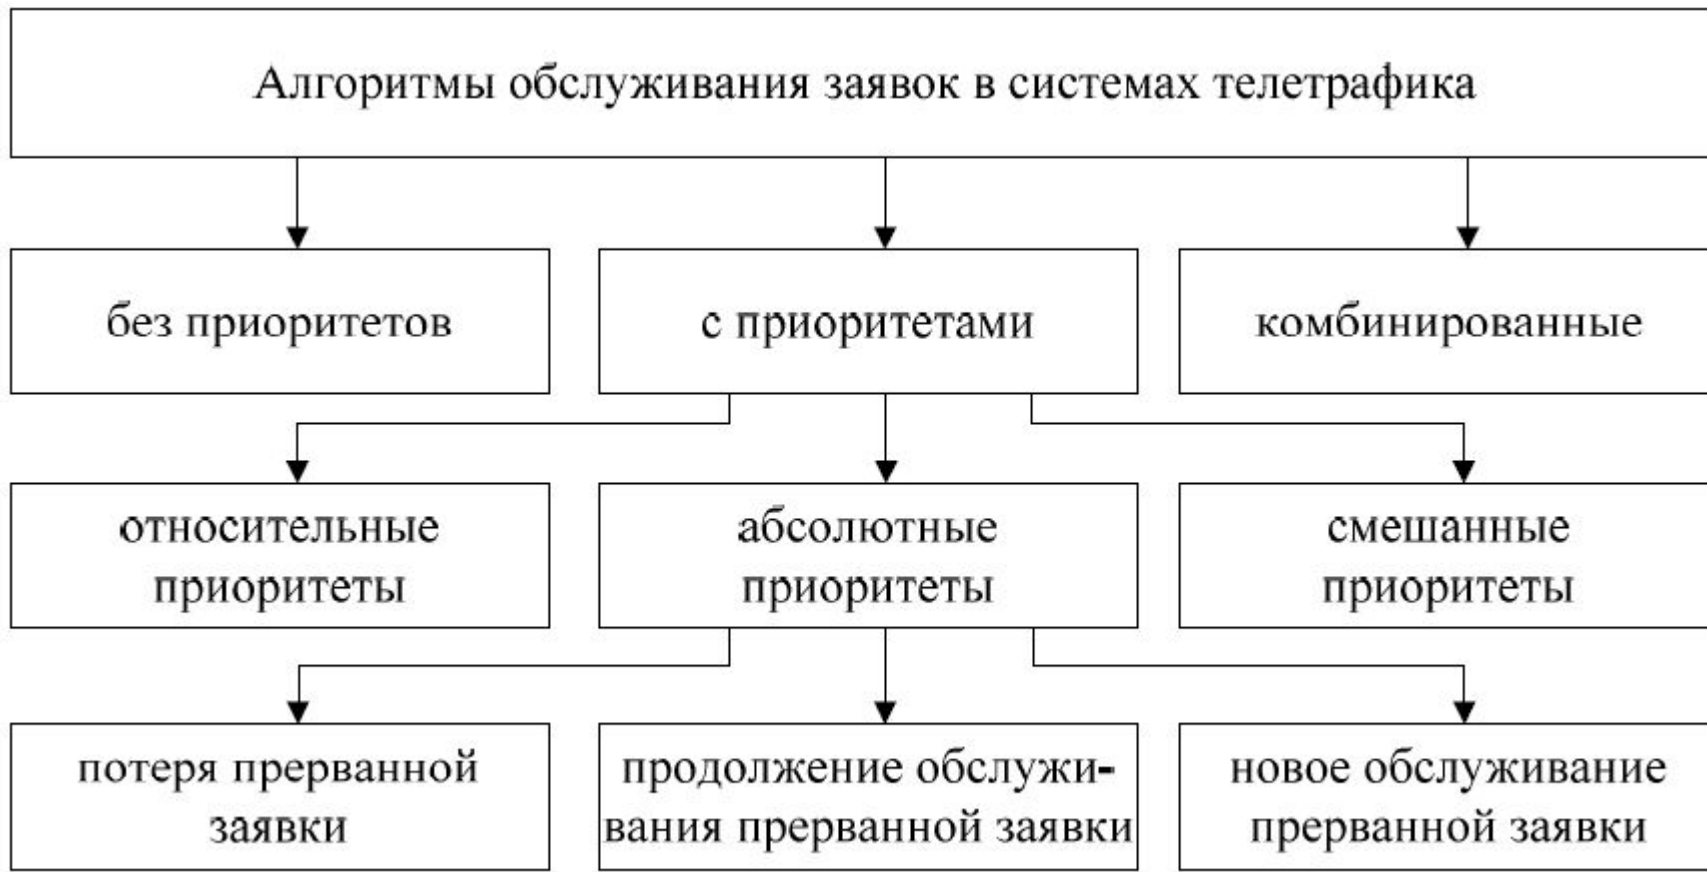 Алгоритмы обслуживания заявок в системах телетрафика
без приоритетов
с приоритетами
комбинированные
относительные
приоритеты
абсолютные
приоритеты
смешанные
приоритеты
потеря прерванной
заявки
продолжение обслужи-
вания прерванной заявки
новое обслуживание
прерванной заявки